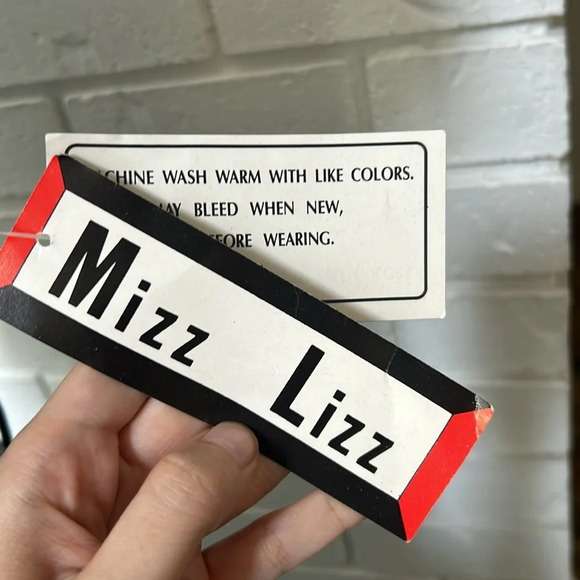 WASH WARM WITH LIKE COLORS.
BLEED WHEN NEW,
WEARING.
Mizz Lizz